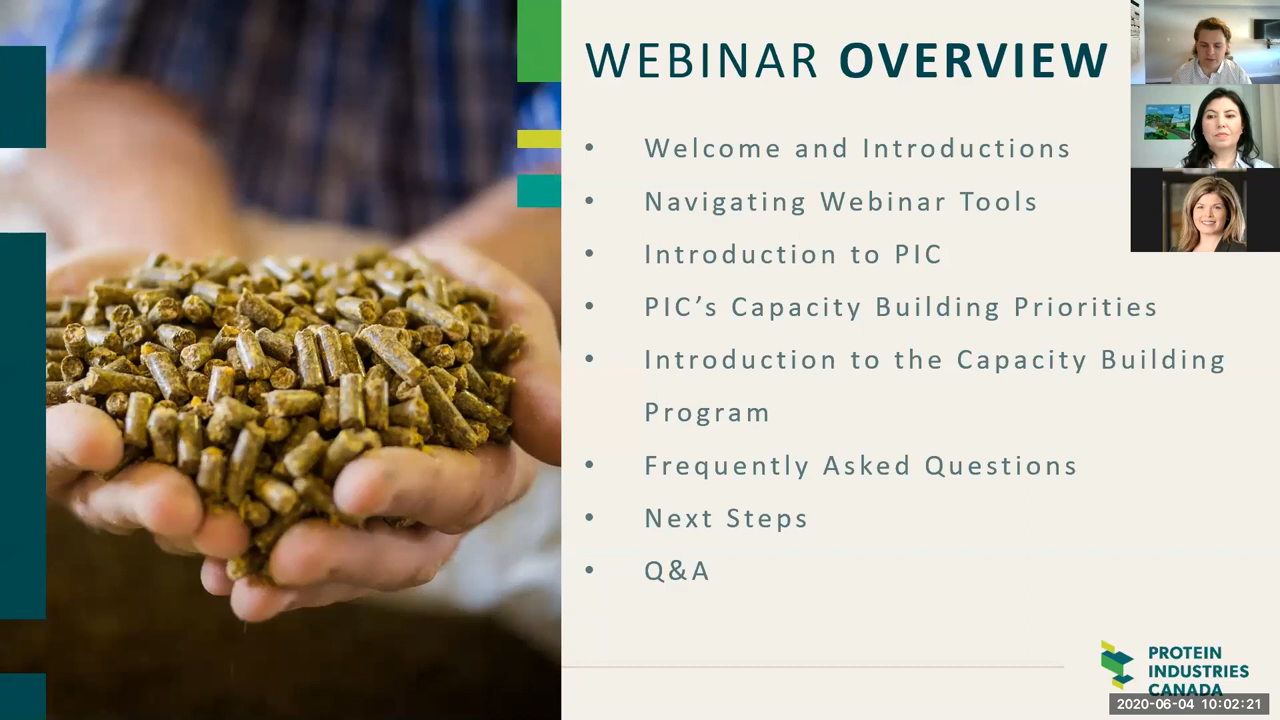 WEBINAR OVERVIEW
• Welcome and Introductions
• Navigating Webinar Tools
• Introduction to PIC
• PIC’s Capacity Building Priorities
• Introduction to the Capacity Building
Program
• Frequently Asked Questions
• Next Steps
• Q&A
PROTEIN
INDUSTRIES
CANADA
2020-06-04 10:02:21